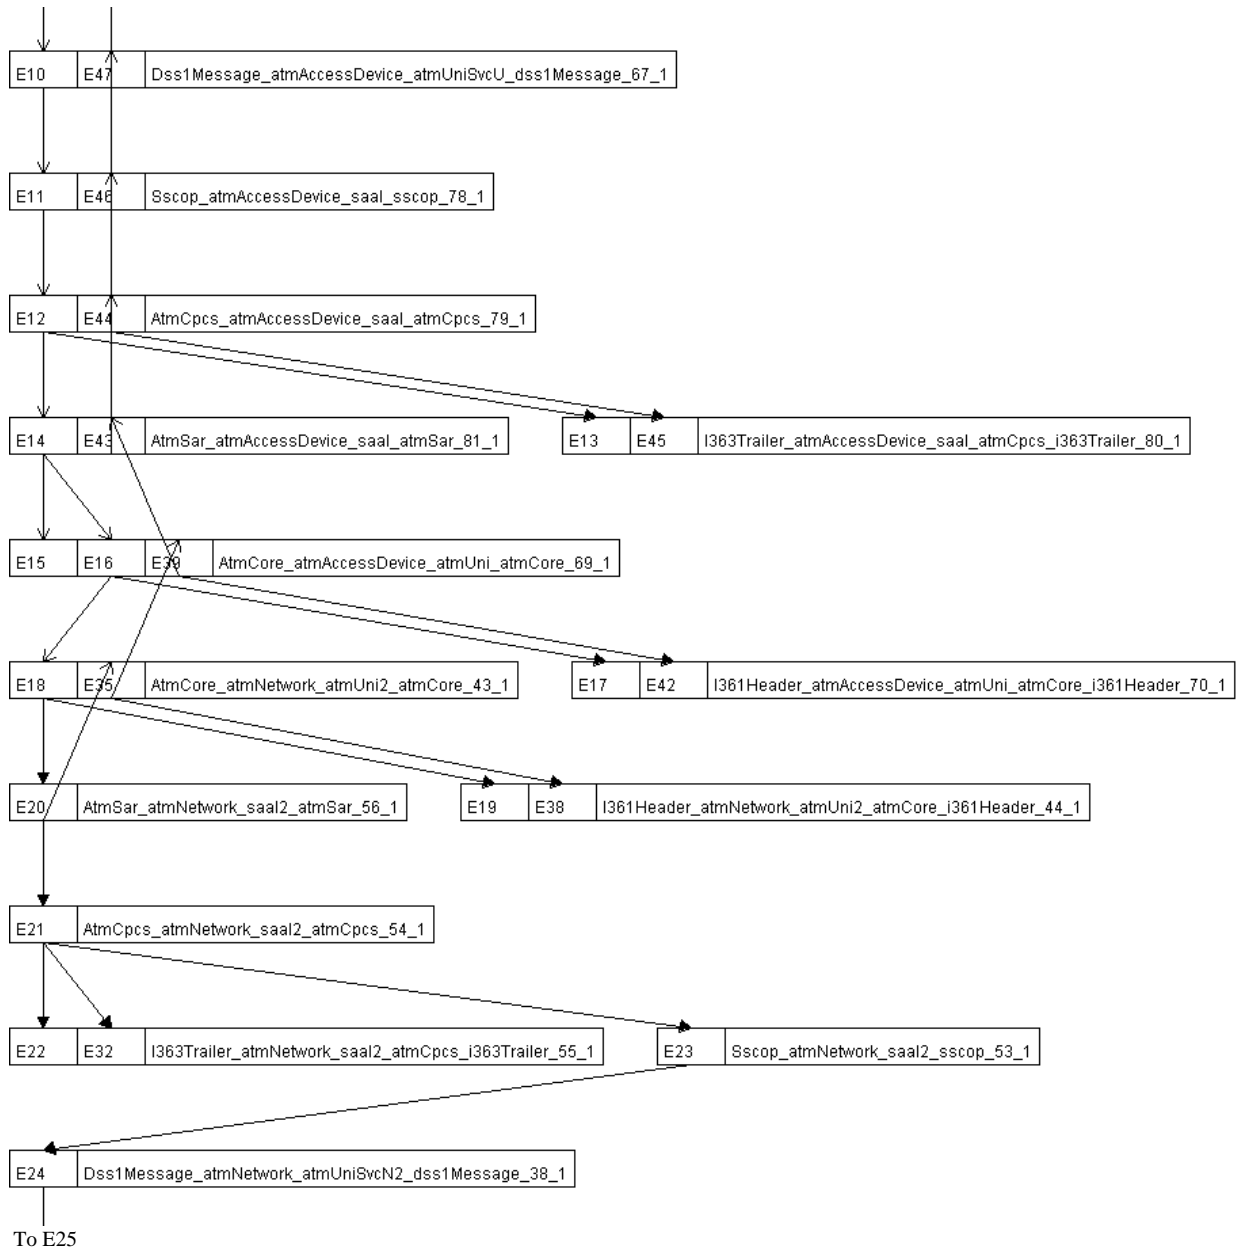 E10 E47 Dss1Message_atmAccessDevice_atmUniSvcU_dss1Message_67_1
E11 E46 Sscop_atmAccessDevice_saal_sscop_78_1
E12 E44 AtmCpcs_atmAccessDevice_saal_atmCpcs_79_1
E14 E43 AtmSar_atmAccessDevice_saal_atmSar_81_1
E13 E45 I363Trailer_atmAccessDevice_saal_atmCpcs_i363Trailer_80_1
E15 E16 E39 AtmCore_atmAccessDevice_atmUni_atmCore_69_1
E18 E35 AtmCore_atmNetwork_atmUni2_atmCore_43_1
E17 E42 I361Header_atmAccessDevice_atmUni_atmCore_i361Header_70_1
E20 AtmSar_atmNetwork_saal2_atmSar_56_1
E19 E38 I361Header_atmNetwork_atmUni2_atmCore_i361Header_44_1
E21 AtmCpcs_atmNetwork_saal2_atmCpcs_54_1
E22 E32 I363Trailer_atmNetwork_saal2_atmCpcs_i363Trailer_55_1
E23 Sscop_atmNetwork_saal2_sscop_53_1
E24 Dss1Message_atmNetwork_atmUniSvcN2_dss1Message_38_1
To E25